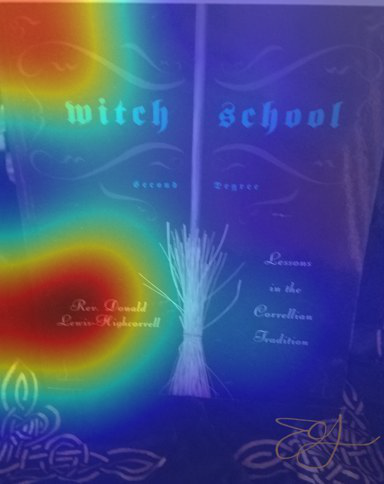 witch school
Second Degree
Lessons
in the
Correllian
Tradition
Rev. Donald
Lewis-Highcorrell